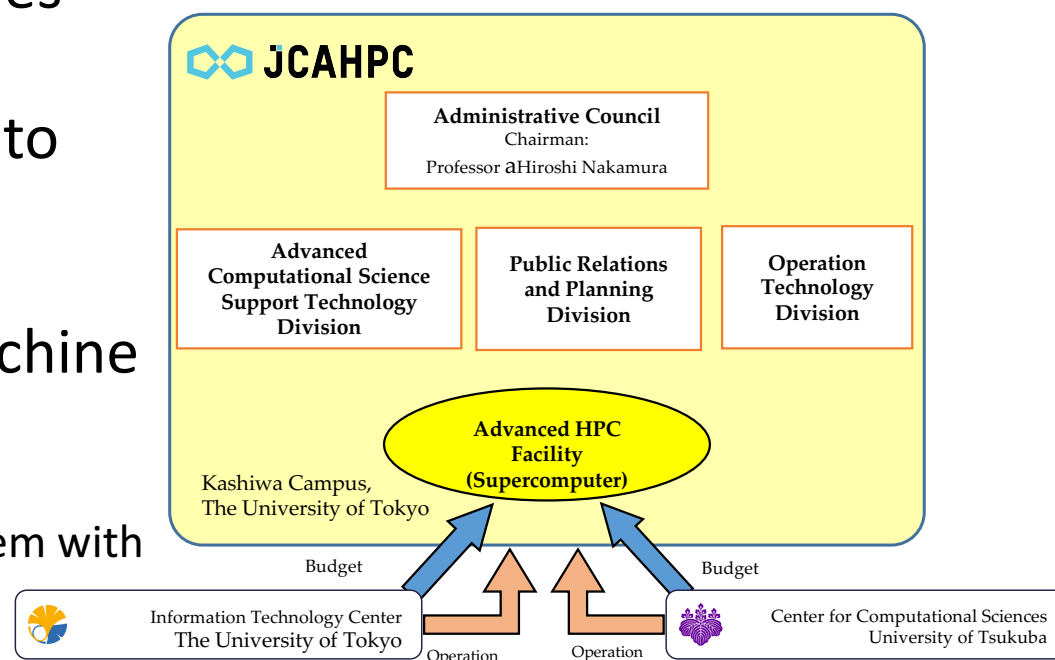 es
to
chine
em with
JCAHPC
Administrative Council
Chairman:
Professor aHiroshi Nakamura
Advanced
Computational Science
Support Technology
Division
Public Relations
and Planning
Division
Operation
Technology
Division
Advanced HPC
Facility
(Supercomputer)
Kashiwa Campus,
The University of Tokyo
Budget
Budget
Information Technology Center
The University of Tokyo
Operation
Operation
Center for Computational Sciences
University of Tsukuba